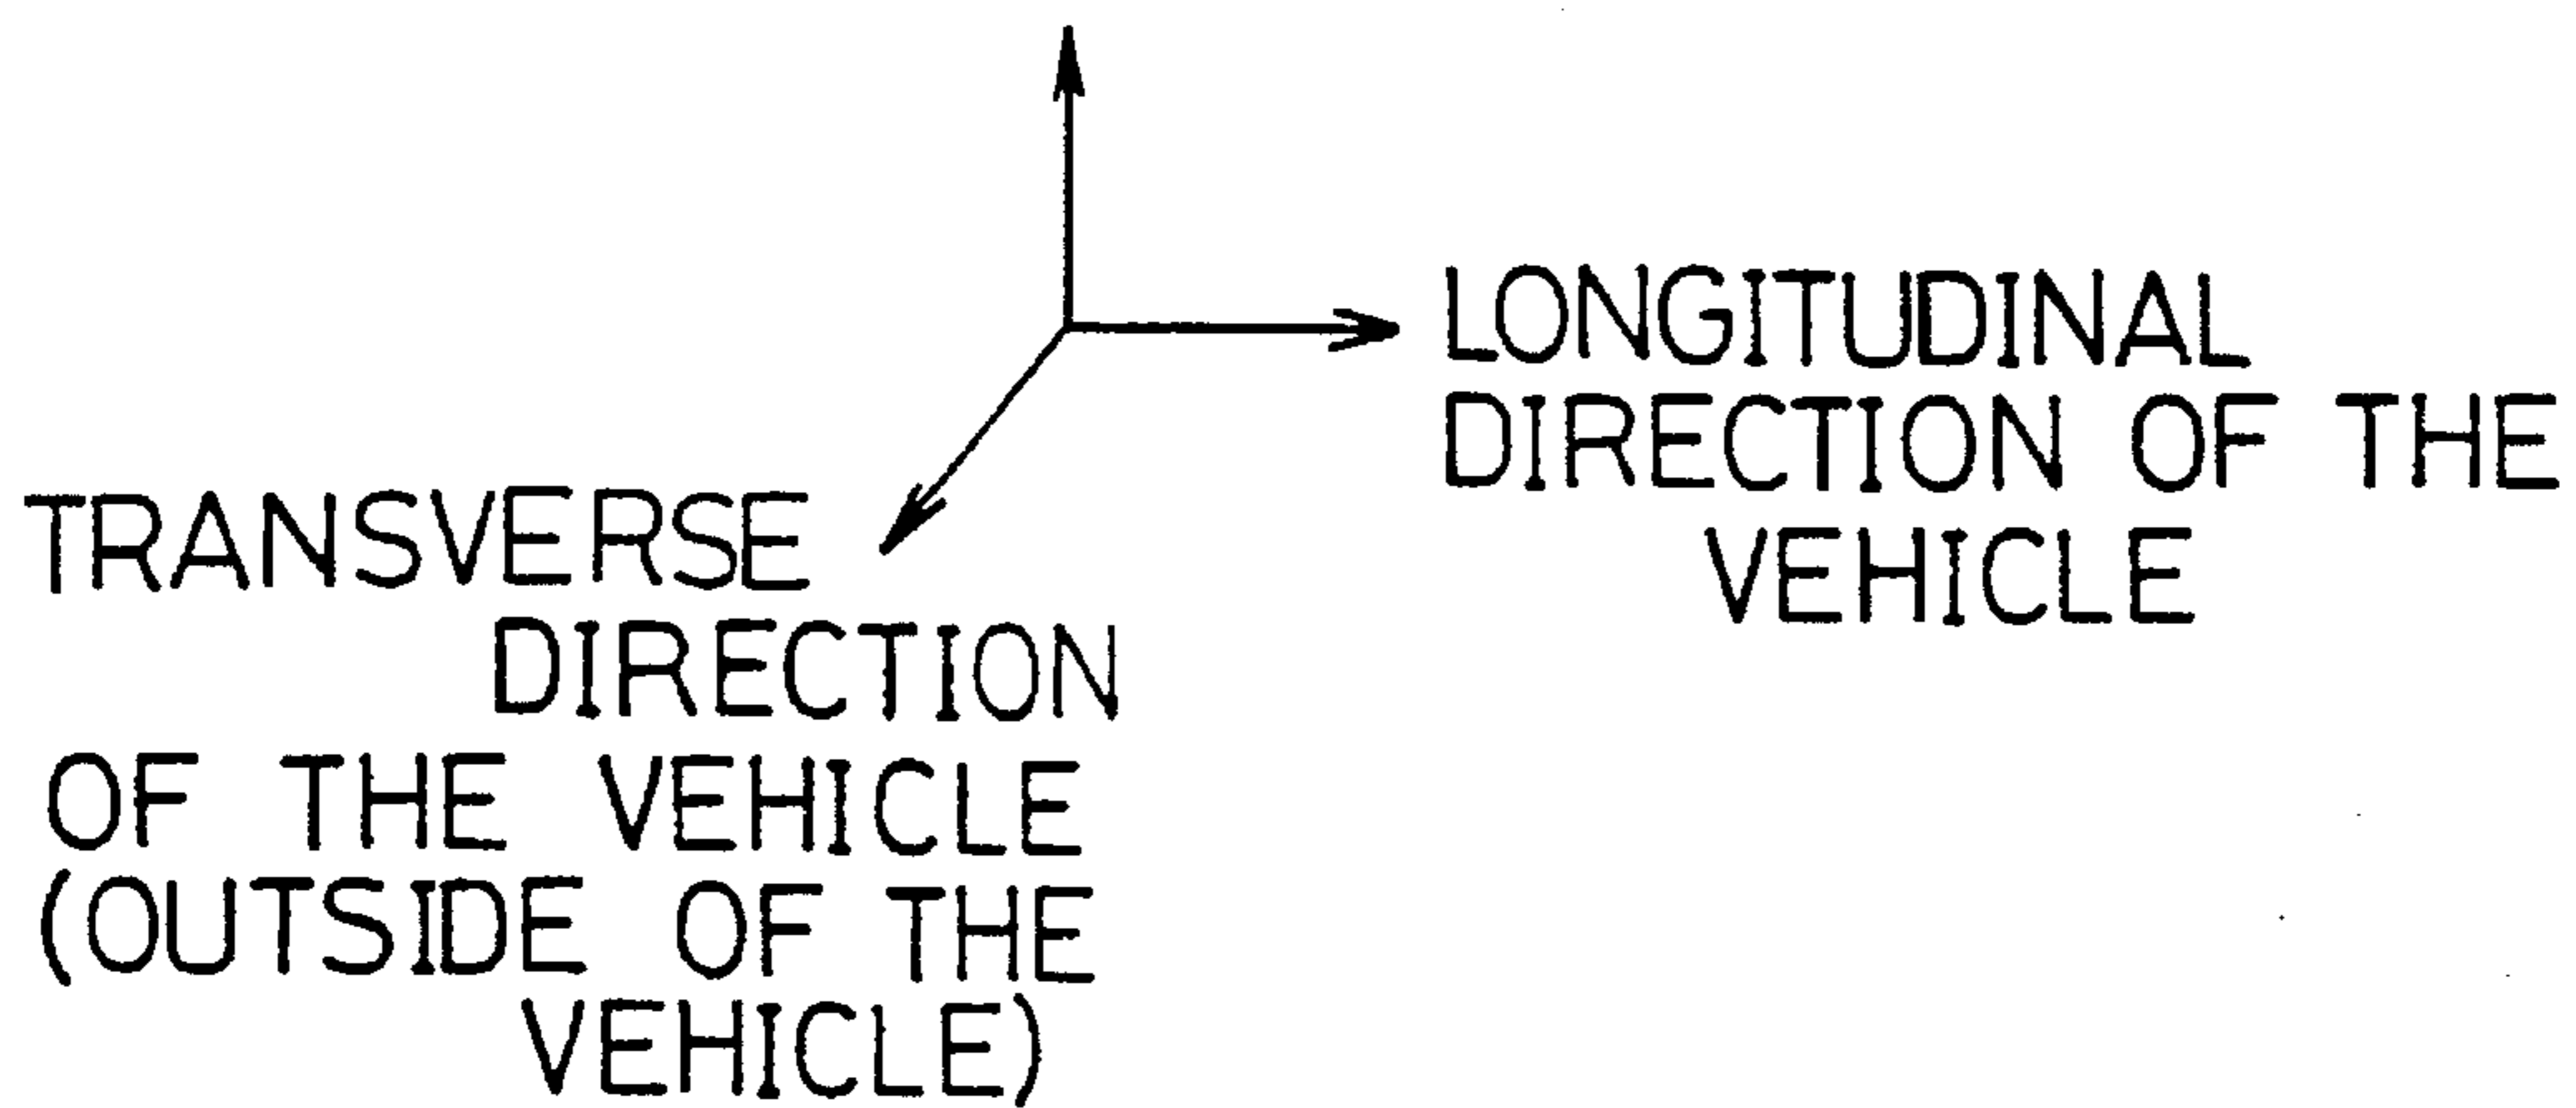 LONGITUDINAL
DIRECTION OF THE
VEHICLE
TRANSVERSE
DIRECTION
OF THE VEHICLE
(OUTSIDE OF THE
VEHICLE)